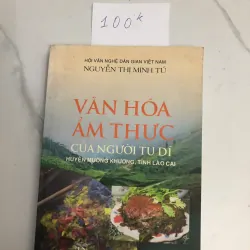 100k
HỘI VĂN NGHỆ DÂN GIAN VIỆT NAM
NGUYỄN THỊ MINH TÚ
VĂN HÓA
ẨM THỰC
CỦA NGƯỜI TU DÍ
HUYỆN MƯỜNG KHƯƠNG, TỈNH LÀO CAI